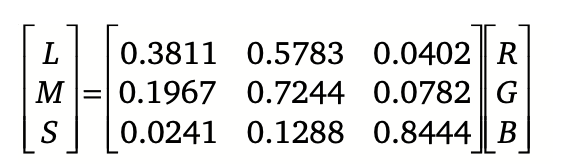 [L] = [0.3811 0.5783 0.0402] [R]
[M] = [0.1967 0.7244 0.0782] [G]
[S] = [0.0241 0.1288 0.8444] [B]